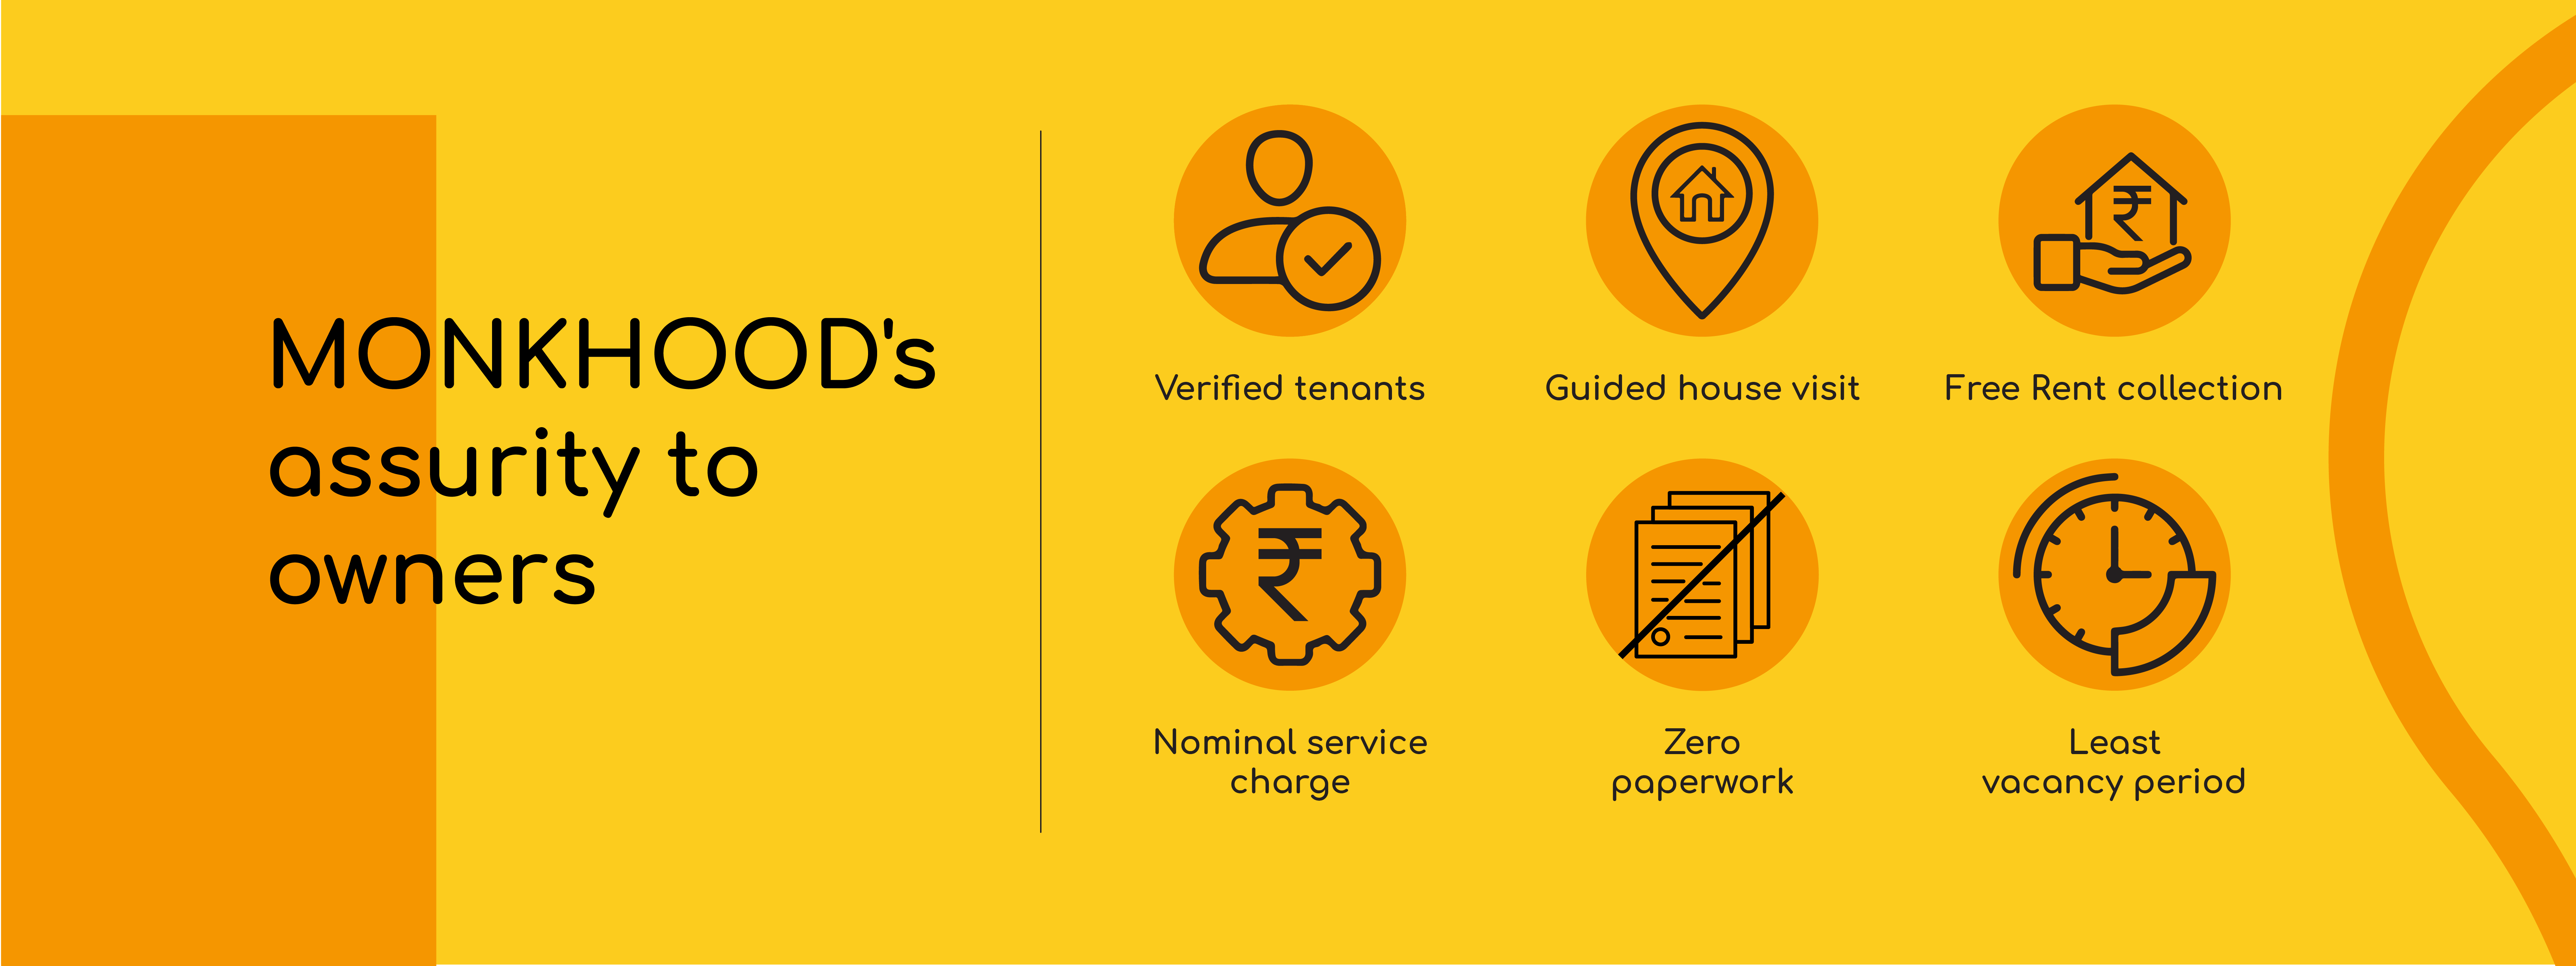 MONKHOOD's
assurity to
owners
Verified tenants
Guided house visit
Free Rent collection
Nominal service
charge
Zero
paperwork
Least
vacancy period